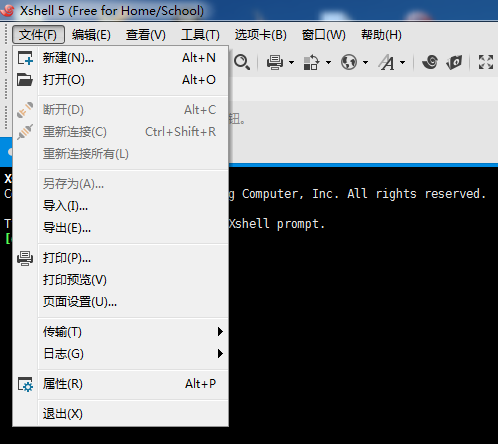 Xshell 5 (Free for Home/School)
文件(F) 编辑(E) 查看(V) 工具(T) 选项卡(B) 窗口(W) 帮助(H)
新建(N)... Alt+N
打开(O) Alt+O
断开(D) Alt+C
钮。
重新连接(C) Ctrl+Shift+R
重新连接所有(L)
另存为(A)...
X
导入(I)...
C g Computer, Inc. All rights reserved.
导出(E)...
T Xshell prompt.
[
打印(P)...
打印预览(V)
页面设置(U)...
传输(T)
日志(G)
属性(R) Alt+P
退出(X)